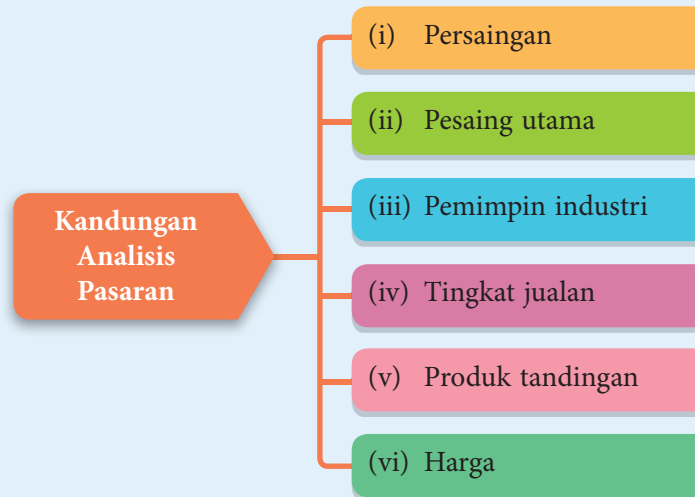 Kandungan
Analisis
Pasaran
(i) Persaingan
(ii) Pesaing utama
(iii) Pemimpin industri
(iv) Tingkat jualan
(v) Produk tandingan
(vi) Harga